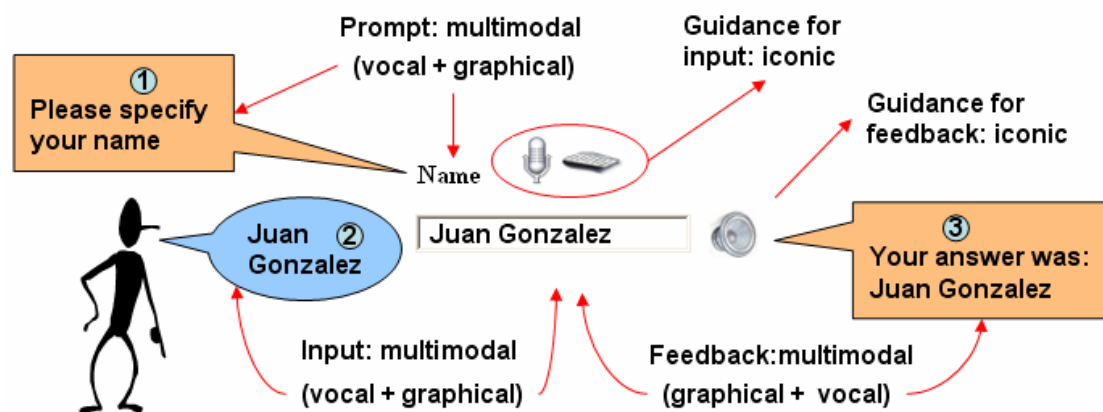 Prompt: multimodal
(vocal + graphical)
Guidance for
input: iconic
1
Please specify
your name
Guidance for
feedback: iconic
Name
Juan 2
Gonzalez
Juan Gonzalez
3
Your answer was:
Juan Gonzalez
Input: multimodal
(vocal + graphical)
Feedback:multimodal
(graphical + vocal)